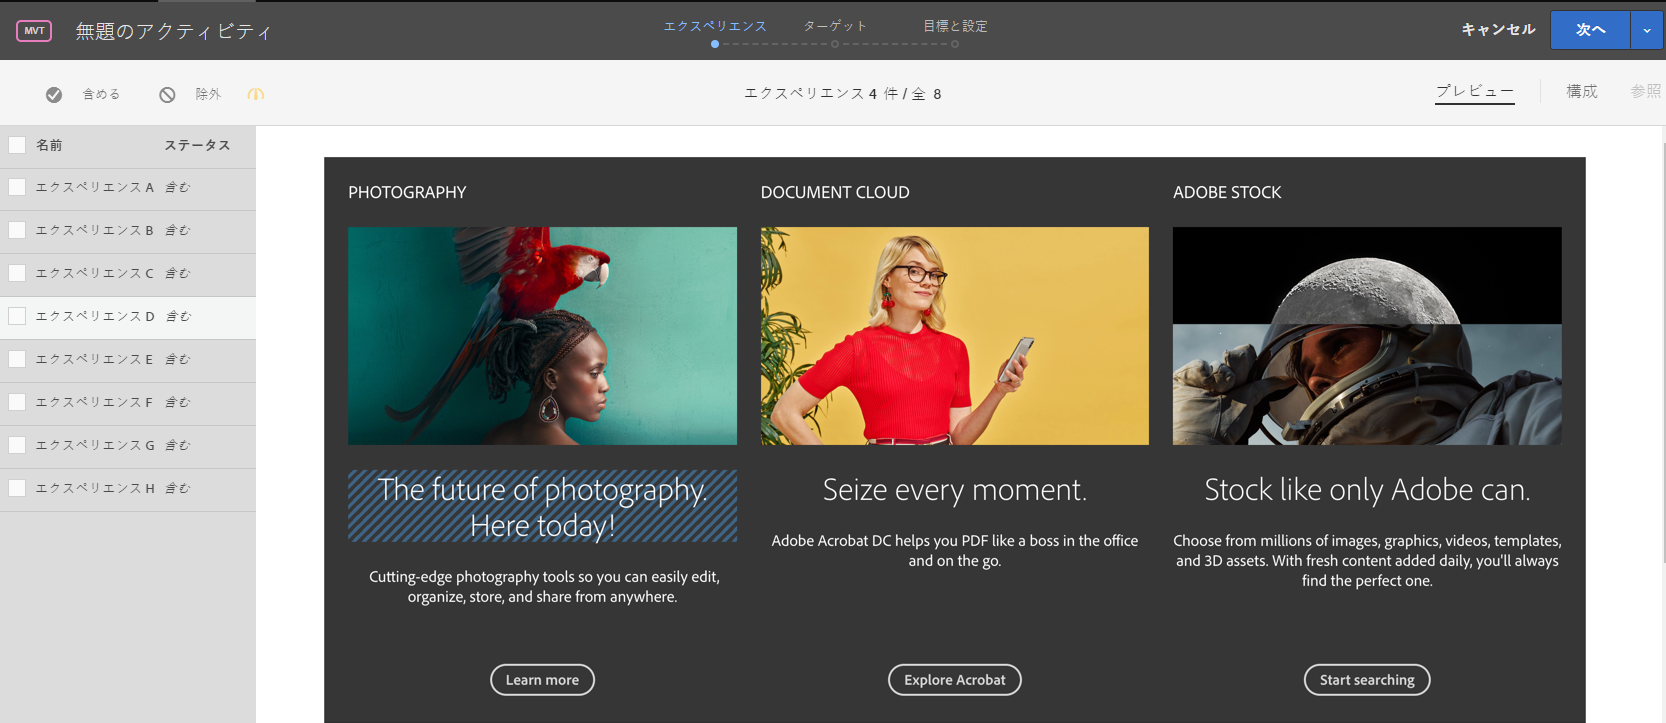 MVT 無題のアクティビティ
エクスペリエンス ターゲット 目標と設定
キャンセル 次へ
含める 除外
エクスペリエンス 4 件 / 全 8
プレビュー 構成 参照
名前 ステータス
エクスペリエンス A 含む
エクスペリエンス B 含む
エクスペリエンス C 含む
エクスペリエンス D 含む
エクスペリエンス E 含む
エクスペリエンス F 含む
エクスペリエンス G 含む
エクスペリエンス H 含む
PHOTOGRAPHY
The future of photography.
Here today!
Cutting-edge photography tools so you can easily edit,
organize, store, and share from anywhere.
Learn more
DOCUMENT CLOUD
Seize every moment.
Adobe Acrobat DC helps you PDF like a boss in the office
and on the go.
Explore Acrobat
ADOBE STOCK
Stock like only Adobe can.
Choose from millions of images, graphics, videos, templates,
and 3D assets. With fresh content added daily, you'll always
find the perfect one.
Start searching